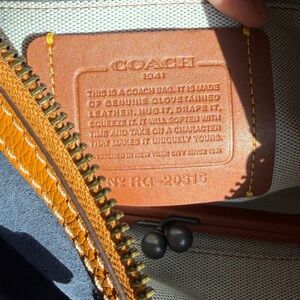 COACH
1941
THIS IS A COACH BAG. IT IS MADE
OF GENUINE GLOVETANNED
LEATHER. HUG IT, DRAPE IT,
SQUEEZE IT. IT WILL SOFTEN WITH
TIME AND TAKE ON A CHARACTER
THAT MAKES IT UNIQUELY YOURS.
DESIGNED IN NEW YORK CITY SINCE 1941
Nº RG-20315